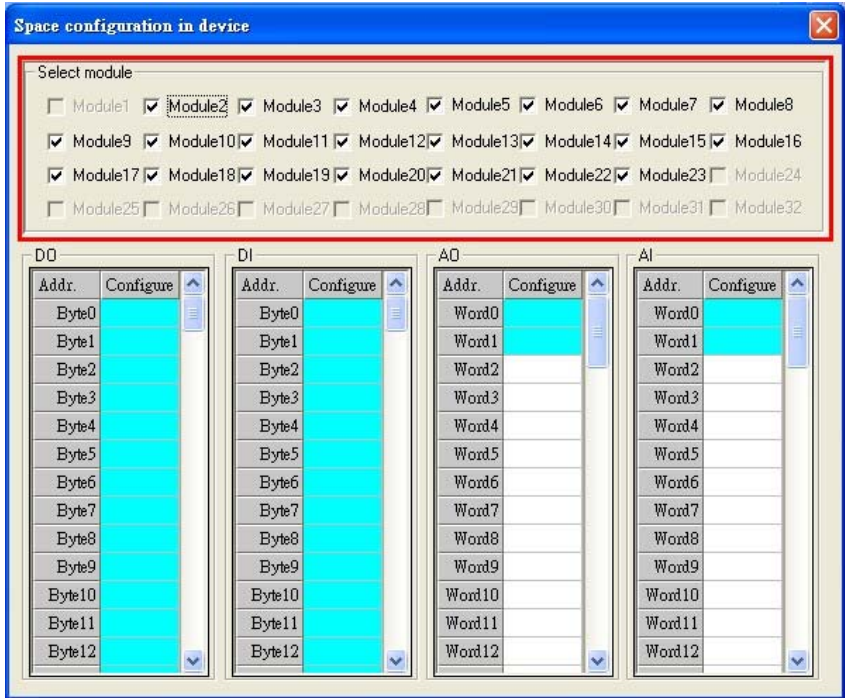 Space configuration in device
Select module
Module1 Module2 Module3 Module4 Module5 Module6 Module7 Module8
Module9 Module10 Module11 Module12 Module13 Module14 Module15 Module16
Module17 Module18 Module19 Module20 Module21 Module22 Module23 Module24
Module25 Module26 Module27 Module28 Module29 Module30 Module31 Module32
DO DI AO AI
Addr. Configure Addr. Configure Addr. Configure Addr. Configure
Byte0 Byte0 Word0 Word0
Byte1 Byte1 Word1 Word1
Byte2 Byte2 Word2 Word2
Byte3 Byte3 Word3 Word3
Byte4 Byte4 Word4 Word4
Byte5 Byte5 Word5 Word5
Byte6 Byte6 Word6 Word6
Byte7 Byte7 Word7 Word7
Byte8 Byte8 Word8 Word8
Byte9 Byte9 Word9 Word9
Byte10 Byte10 Word10 Word10
Byte11 Byte11 Word11 Word11
Byte12 Byte12 Word12 Word12